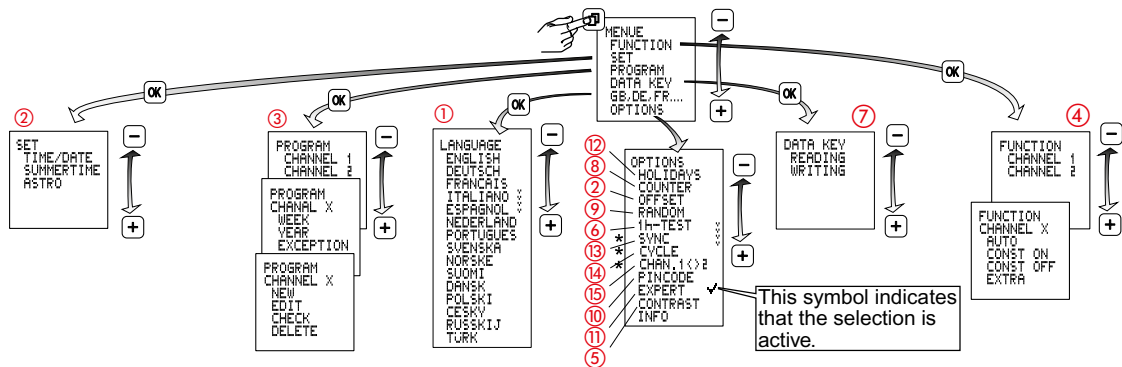 MENUE
FUNCTION
SET
PROGRAM
DATA KEY
GB,DE,FR....
OPTIONS
−
+
OK
OK
OK
OK
OK
②
SET
TIME/DATE
SUMMERTIME
ASTRO
−
+
③
PROGRAM
CHANNEL 1
CHANNEL 2
PROGRAM
CHANAL X
WEEK
YEAR
EXCEPTION
PROGRAM
CHANNEL X
NEW
EDIT
CHECK
DELETE
−
+
①
LANGUAGE
ENGLISH
DEUTSCH
FRANCAIS
ITALIANO
ESPAGNOL
NEDERLAND
PORTUGUES
SVENSKA
NORSKE
SUOMI
DANSK
POLSKI
CESKY
RUSSKIJ
TURK
−
+
OPTIONS
⑫ HOLIDAYS
⑧ COUNTER
② OFFSET
⑨ RANDOM
⑥ 1h-TEST
⑬ * SYNC
⑭ * CYCLE
⑮ * CHAN.1<>2
⑩ PINCODE
⑪ EXPERT ✓
⑤ CONTRAST
INFO
−
+
This symbol indicates
that the selection is
active.
⑦
DATA KEY
READING
WRITING
−
+
④
FUNCTION
CHANNEL 1
CHANNEL 2
FUNCTION
CHANNEL X
AUTO
CONST ON
CONST OFF
EXTRA
−
+